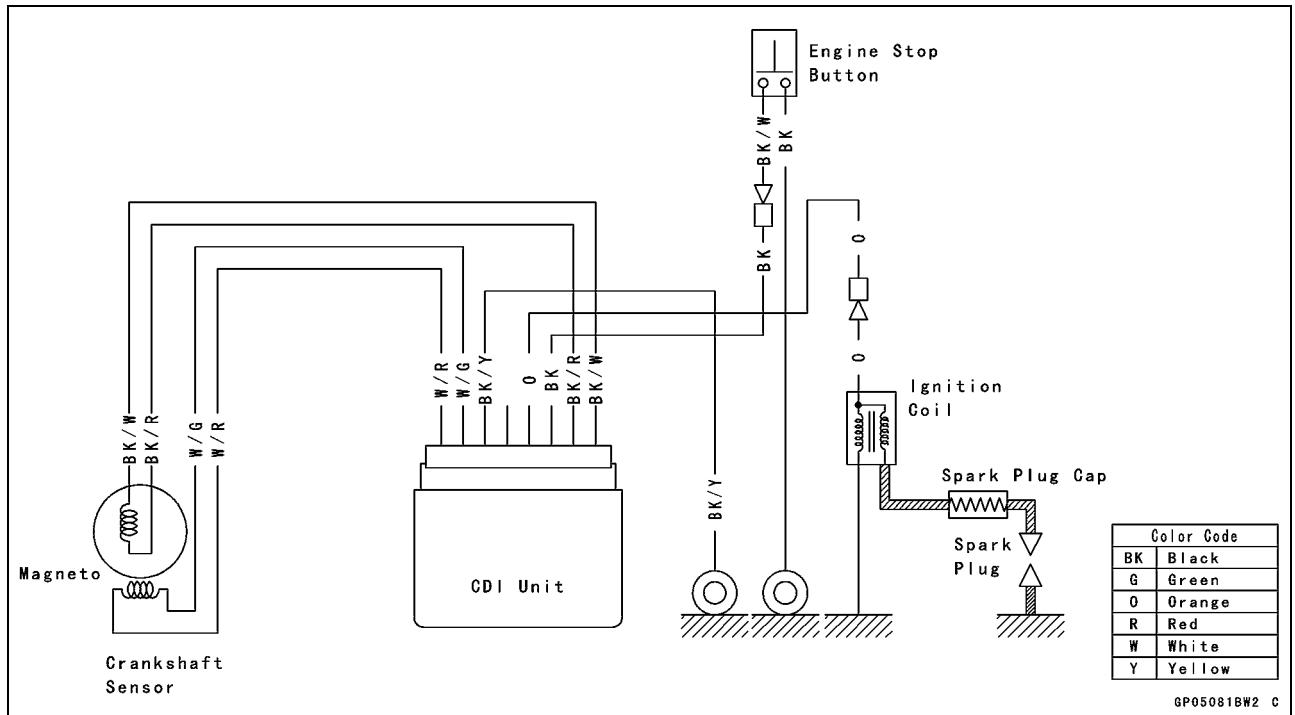 Engine Stop
Button
BK/W
BK
BK
O
O
W/R
W/G
BK/Y
O
BK
BK/R
BK/W
BK/W
BK/R
W/G
W/R
BK/Y
Ignition
Coil
Spark Plug Cap
Spark
Plug
Magneto
CDI Unit
Crankshaft
Sensor
Color Code
BK Black
G Green
O Orange
R Red
W White
Y Yellow
GP05081BW2 C